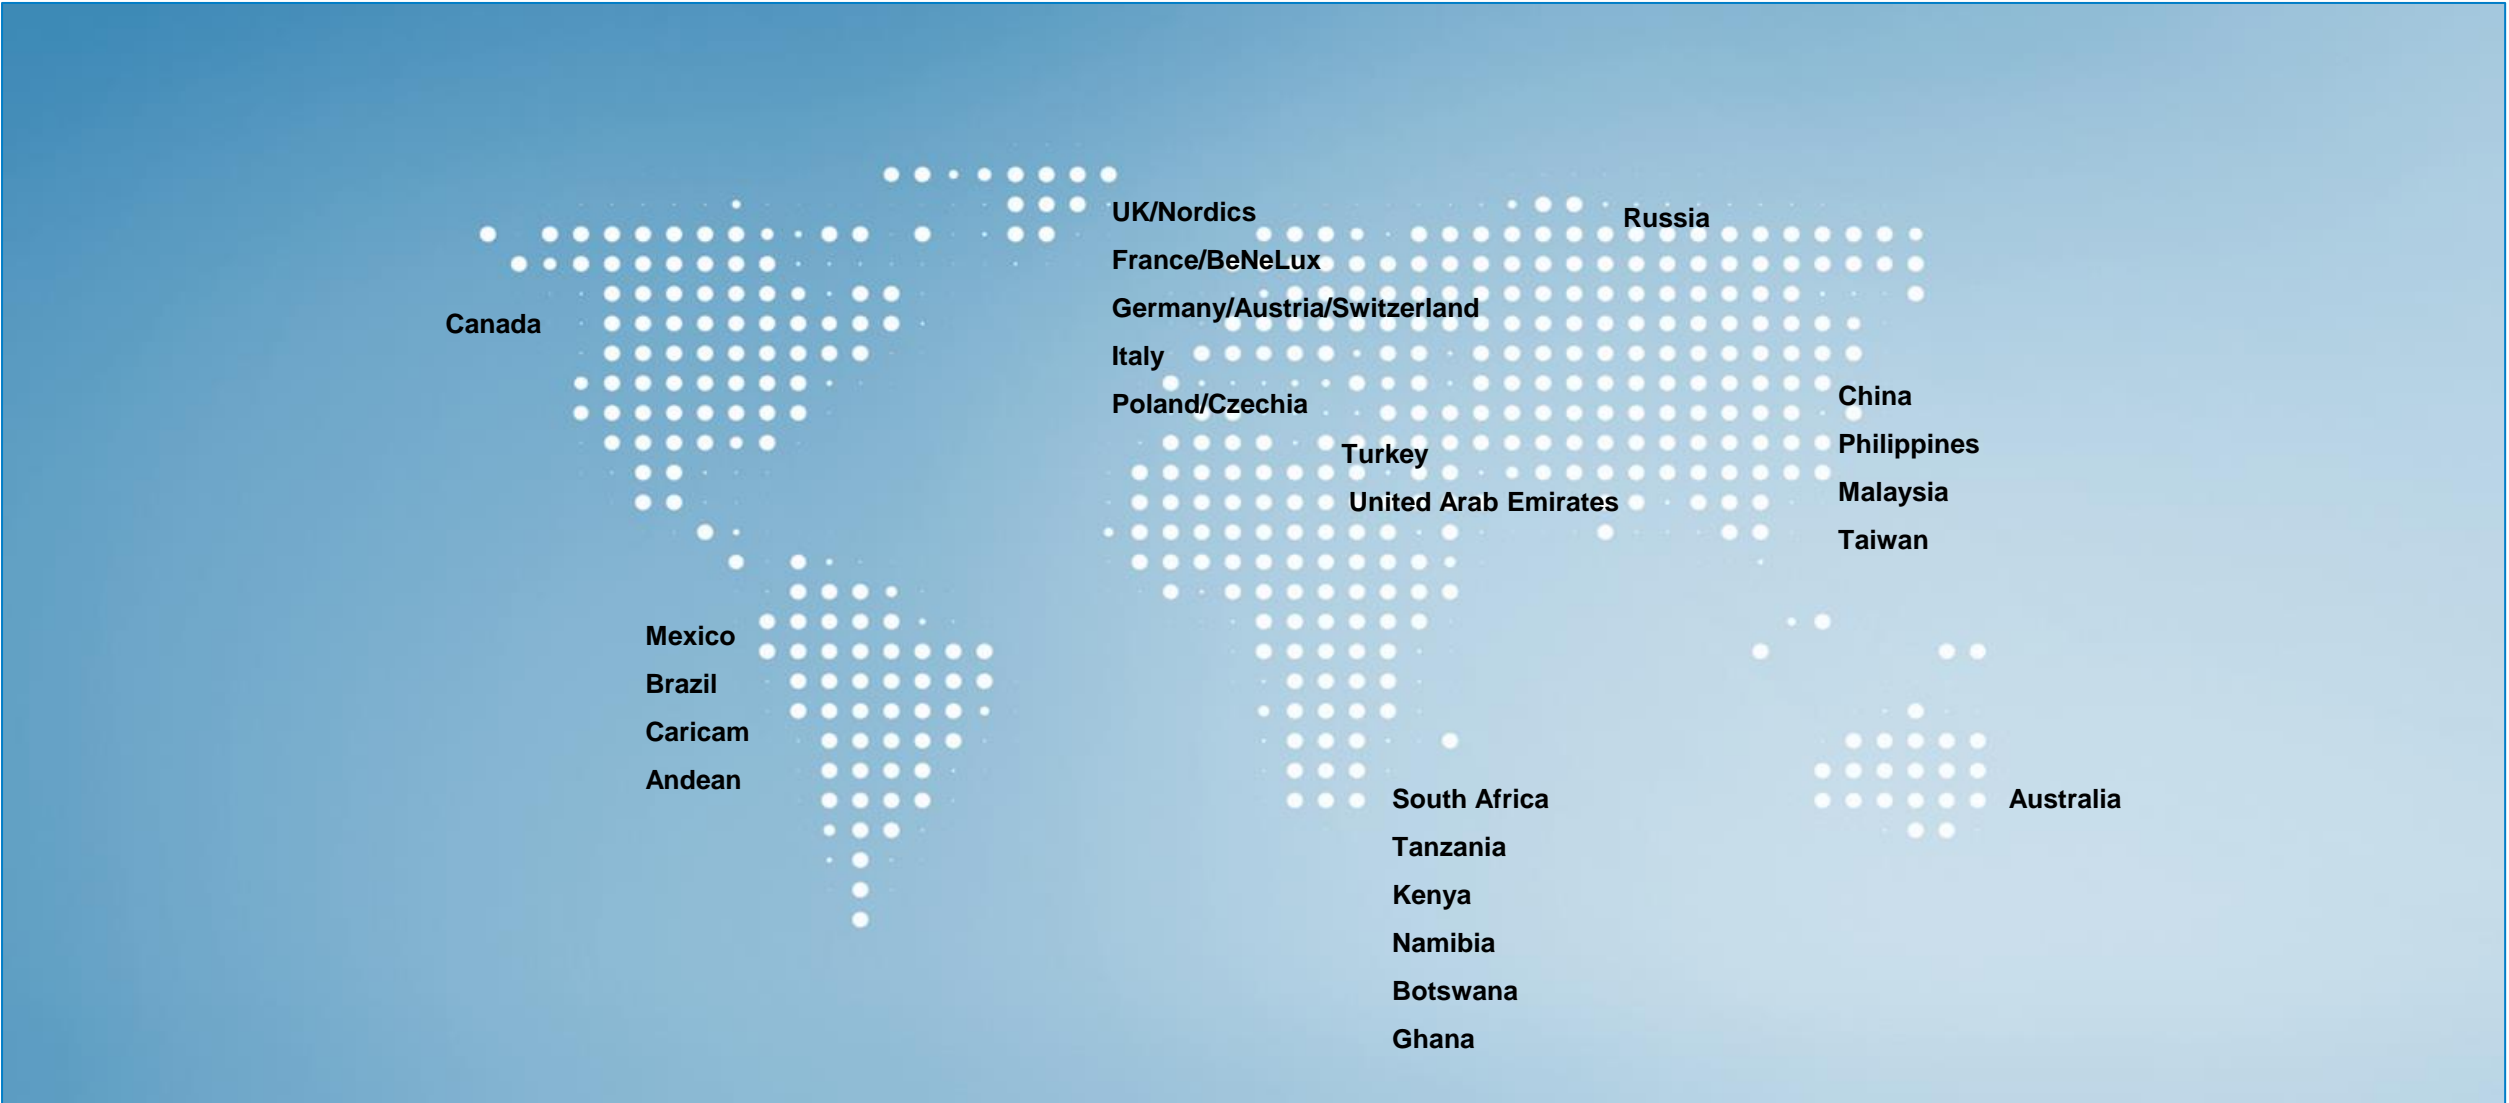 Canada
Mexico
Brazil
Caricam
Andean
UK/Nordics
France/BeNeLux
Germany/Austria/Switzerland
Italy
Poland/Czechia
Turkey
United Arab Emirates
Russia
China
Philippines
Malaysia
Taiwan
South Africa
Tanzania
Kenya
Namibia
Botswana
Ghana
Australia